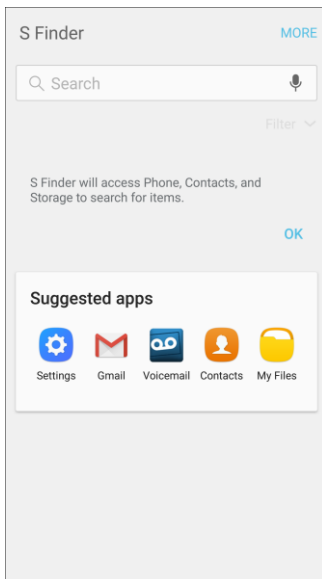 S Finder
MORE
Search
Filter
S Finder will access Phone, Contacts, and
Storage to search for items.
OK
Suggested apps
Settings
Gmail
Voicemail
Contacts
My Files